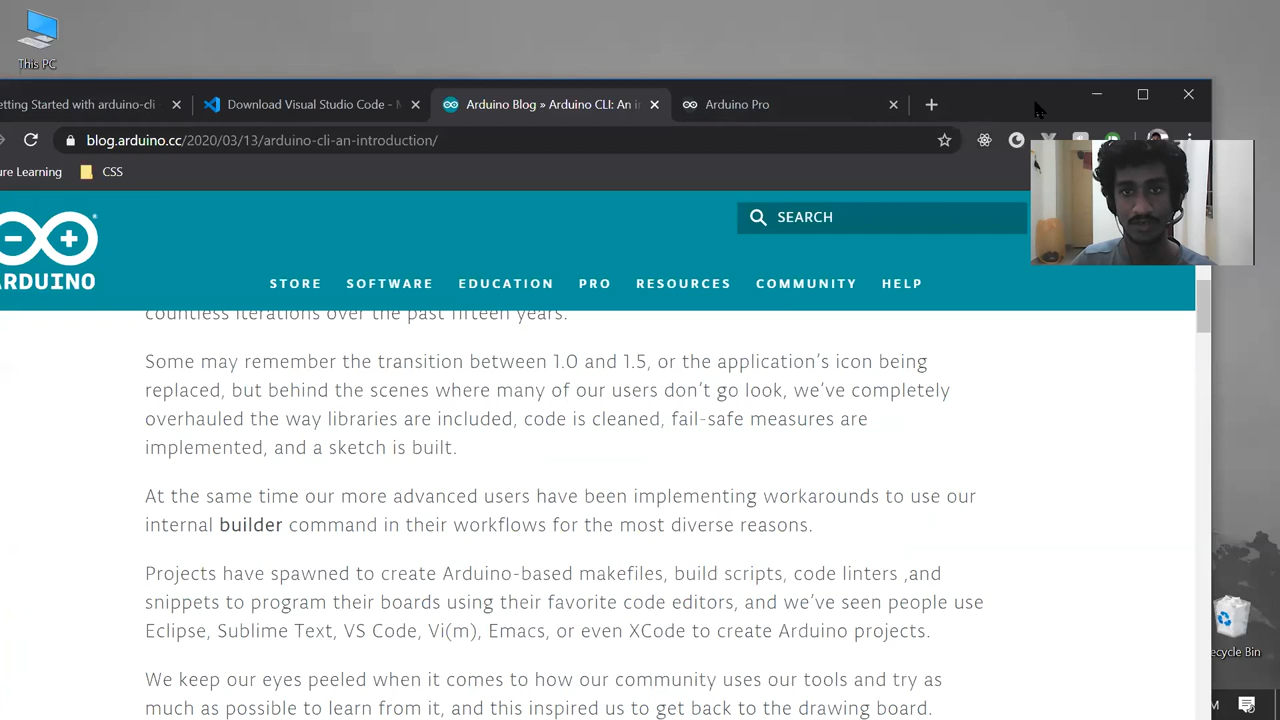 This PC
etting Started with arduino-cli
Download Visual Studio Code - M
Arduino Blog » Arduino CLI: An in
Arduino Pro
blog.arduino.cc/2020/03/13/arduino-cli-an-introduction/
ure Learning
CSS
ARDUINO
SEARCH
STORE SOFTWARE EDUCATION PRO RESOURCES COMMUNITY HELP
countless iterations over the past fifteen years.
Some may remember the transition between 1.0 and 1.5, or the application’s icon being
replaced, but behind the scenes where many of our users don’t go look, we’ve completely
overhauled the way libraries are included, code is cleaned, fail-safe measures are
implemented, and a sketch is built.
At the same time our more advanced users have been implementing workarounds to use our
internal builder command in their workflows for the most diverse reasons.
Projects have spawned to create Arduino-based makefiles, build scripts, code linters ,and
snippets to program their boards using their favorite code editors, and we’ve seen people use
Eclipse, Sublime Text, VS Code, Vi(m), Emacs, or even XCode to create Arduino projects.
We keep our eyes peeled when it comes to how our community uses our tools and try as
much as possible to learn from it, and this inspired us to get back to the drawing board.
ecycle Bin
M